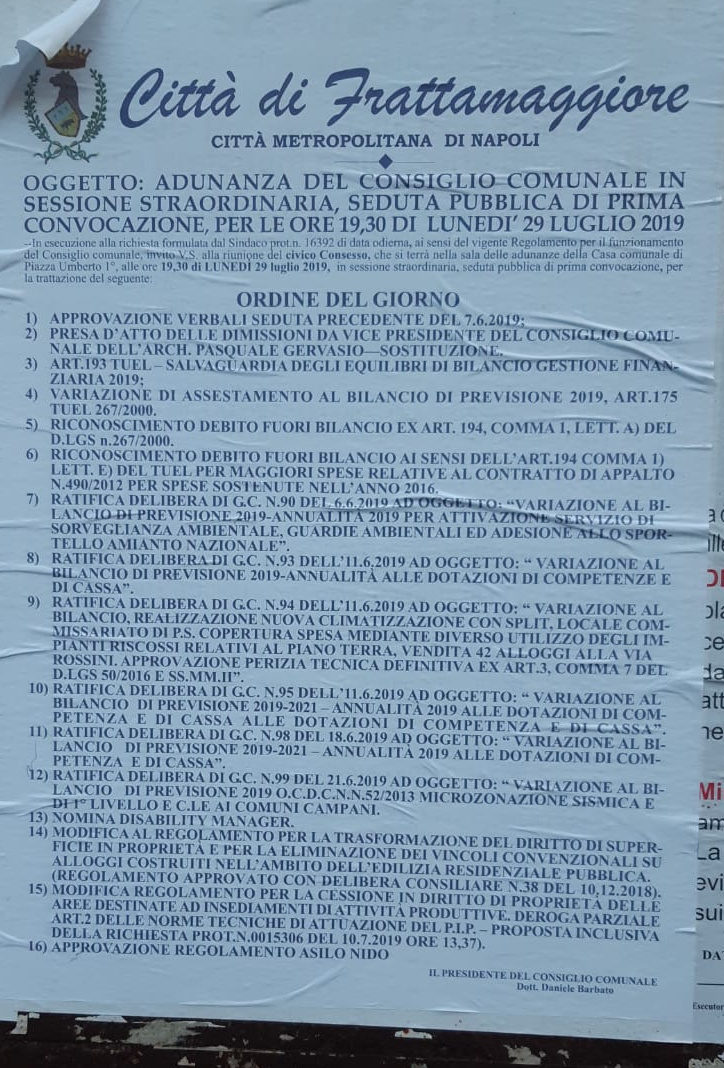 Città di Frattamaggiore
CITTÀ METROPOLITANA DI NAPOLI
OGGETTO: ADUNANZA DEL CONSIGLIO COMUNALE IN
SESSIONE STRAORDINARIA, SEDUTA PUBBLICA DI PRIMA
CONVOCAZIONE, PER LE ORE 19,30 DI LUNEDI' 29 LUGLIO 2019
--In esecuzione alla richiesta formulata dal Sindaco prot.n. 16392 di data odierna, ai sensi del vigente Regolamento per il funzionamento
del Consiglio comunale, invito V.S. alla riunione del civico Consesso, che si terrà nella sala delle adunanze della Casa comunale di
Piazza Umberto 1°, alle ore 19,30 di LUNEDI 29 luglio 2019, in sessione straordinaria, seduta pubblica di prima convocazione, per
la trattazione del seguente:
ORDINE DEL GIORNO
1) APPROVAZIONE VERBALI SEDUTA PRECEDENTE DEL 7.6.2019;
2) PRESA D'ATTO DELLE DIMISSIONI DA VICE PRESIDENTE DEL CONSIGLIO COMU-
NALE DELL'ARCH. PASQUALE GERVASIO—SOSTITUZIONE.
3) ART.193 TUEL – SALVAGUARDIA DEGLI EQUILIBRI DI BILANCIO GESTIONE FINAN-
ZIARIA 2019;
4) VARIAZIONE DI ASSESTAMENTO AL BILANCIO DI PREVISIONE 2019, ART.175
TUEL 267/2000.
5) RICONOSCIMENTO DEBITO FUORI BILANCIO EX ART. 194, COMMA 1, LETT. A) DEL
D.LGS n.267/2000.
6) RICONOSCIMENTO DEBITO FUORI BILANCIO AI SENSI DELL'ART.194 COMMA 1)
LETT. E) DEL TUEL PER MAGGIORI SPESE RELATIVE AL CONTRATTO DI APPALTO
N.490/2012 PER SPESE SOSTENUTE NELL'ANNO 2016.
7) RATIFICA DELIBERA DI G.C. N.90 DEL 6.6.2019 AD OGGETTO: “VARIAZIONE AL BI-
LANCIO DI PREVISIONE 2019-ANNUALITÀ 2019 PER ATTIVAZIONE SERVIZIO DI
SORVEGLIANZA AMBIENTALE, GUARDIE AMBIENTALI ED ADESIONE ALLO SPOR-
TELLO AMIANTO NAZIONALE”.
8) RATIFICA DELIBERA DI G.C. N.93 DELL'11.6.2019 AD OGGETTO: “ VARIAZIONE AL
BILANCIO DI PREVISIONE 2019-ANNUALITÀ ALLE DOTAZIONI DI COMPETENZE E
DI CASSA”.
9) RATIFICA DELIBERA DI G.C. N.94 DELL'11.6.2019 AD OGGETTO: “ VARIAZIONE AL
BILANCIO, REALIZZAZIONE NUOVA CLIMATIZZAZIONE CON SPLIT, LOCALE COM-
MISSARIATO DI P.S. COPERTURA SPESA MEDIANTE DIVERSO UTILIZZO DEGLI IM-
PIANTI RISCOSSI RELATIVI AL PIANO TERRA, VENDITA 42 ALLOGGI ALLA VIA
ROSSINI. APPROVAZIONE PERIZIA TECNICA DEFINITIVA EX ART.3, COMMA 7 DEL
D.LGS 50/2016 E SS.MM.II”.
10) RATIFICA DELIBERA DI G.C. N.95 DELL'11.6.2019 AD OGGETTO: “ VARIAZIONE AL
BILANCIO DI PREVISIONE 2019-2021 – ANNUALITÀ 2019 ALLE DOTAZIONI DI COM-
PETENZA E DI CASSA ALLE DOTAZIONI DI COMPETENZA E DI CASSA”.
11) RATIFICA DELIBERA DI G.C. N.98 DEL 18.6.2019 AD OGGETTO: “ VARIAZIONE AL BI-
LANCIO DI PREVISIONE 2019-2021 – ANNUALITÀ 2019 ALLE DOTAZIONI DI COM-
PETENZA E DI CASSA”.
12) RATIFICA DELIBERA DI G.C. N.99 DEL 21.6.2019 AD OGGETTO: “ VARIAZIONE AL BI-
LANCIO DI PREVISIONE 2019 O.C.D.C.N.N.52/2013 MICROZONAZIONE SISMICA E
DI 1° LIVELLO E C.LE AI COMUNI CAMPANI.
13) NOMINA DISABILITY MANAGER.
14) MODIFICA AL REGOLAMENTO PER LA TRASFORMAZIONE DEL DIRITTO DI SUPER-
FICIE IN PROPRIETÀ E PER LA ELIMINAZIONE DEI VINCOLI CONVENZIONALI SU
ALLOGGI COSTRUITI NELL'AMBITO DELL'EDILIZIA RESIDENZIALE PUBBLICA.
(REGOLAMENTO APPROVATO CON DELIBERA CONSILIARE N.38 DEL 10.12.2018).
15) MODIFICA REGOLAMENTO PER LA CESSIONE IN DIRITTO DI PROPRIETÀ DELLE
AREE DESTINATE AD INSEDIAMENTI DI ATTIVITÀ PRODUTTIVE. DEROGA PARZIALE
ART.2 DELLE NORME TECNICHE DI ATTUAZIONE DEL P.I.P. – PROPOSTA INCLUSIVA
DELLA RICHIESTA PROT.N.0015306 DEL 10.7.2019 ORE 13,37).
16) APPROVAZIONE REGOLAMENTO ASILO NIDO
IL PRESIDENTE DEL CONSIGLIO COMUNALE
Dott. Daniele Barbato
Mi
am
La
evi
sui
DA
Esecutor